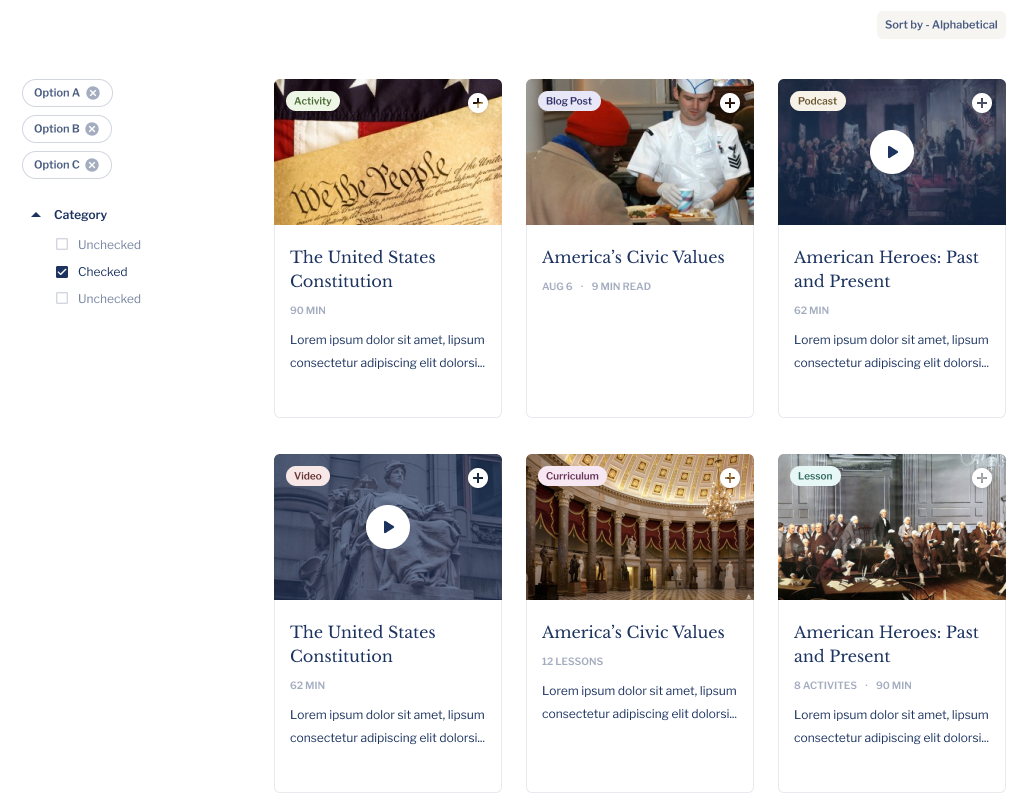 Sort by - Alphabetical
Option A
Option B
Option C
Category
Unchecked
Checked
Unchecked
Activity
We the People
The United States
Constitution
90 MIN
Lorem ipsum dolor sit amet, lipsum
consectetur adipiscing elit dolorsi...
Blog Post
America’s Civic Values
AUG 6 · 9 MIN READ
Podcast
American Heroes: Past
and Present
62 MIN
Lorem ipsum dolor sit amet, lipsum
consectetur adipiscing elit dolorsi...
Video
The United States
Constitution
62 MIN
Lorem ipsum dolor sit amet, lipsum
consectetur adipiscing elit dolorsi...
Curriculum
America’s Civic Values
12 LESSONS
Lorem ipsum dolor sit amet, lipsum
consectetur adipiscing elit dolorsi...
Lesson
American Heroes: Past
and Present
8 ACTIVITES · 90 MIN
Lorem ipsum dolor sit amet, lipsum
consectetur adipiscing elit dolorsi...